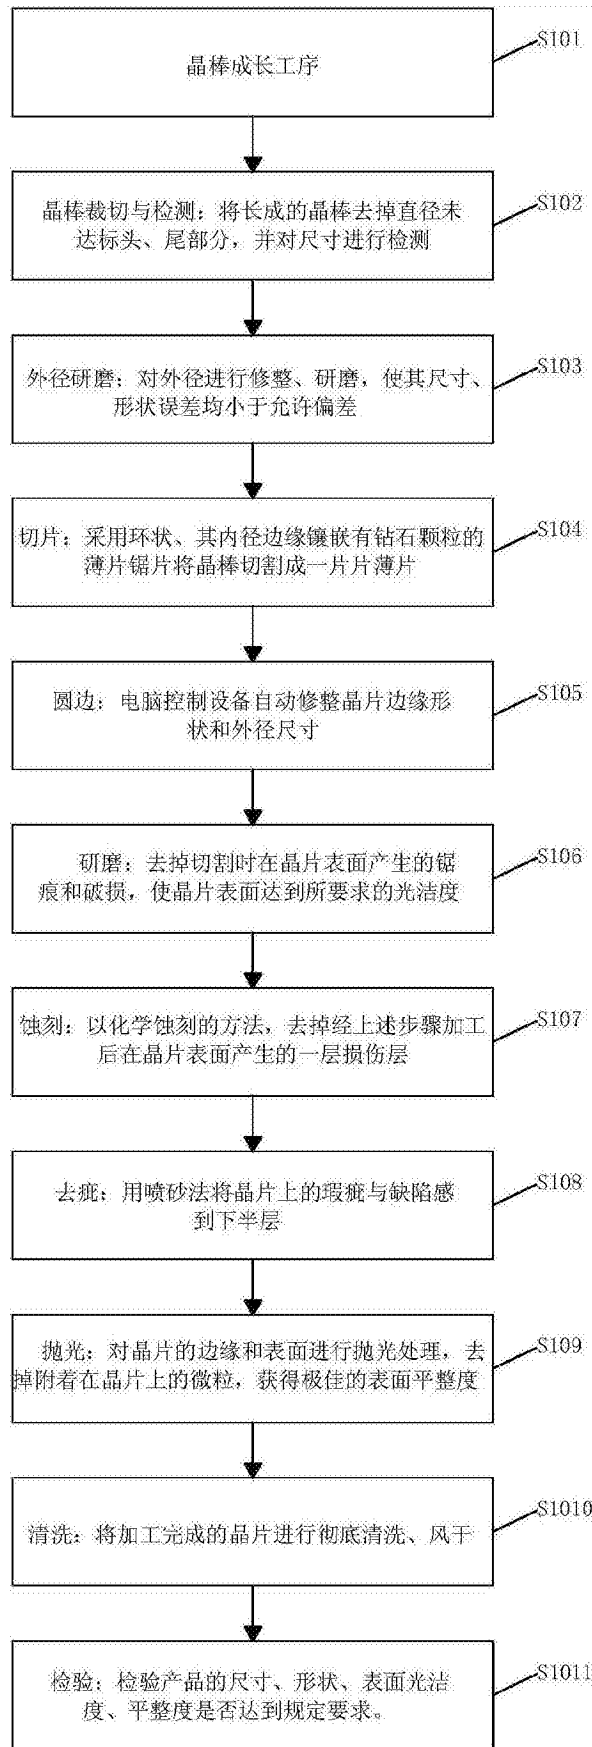 晶棒成长工序
S101
晶棒裁切与检测：将长成的晶棒去掉直径未
达标头、尾部分，并对尺寸进行检测
S102
外径研磨：对外径进行修整、研磨，使其尺寸、
形状误差均小于允许偏差
S103
切片：采用环状、其内径边缘镶嵌有钻石颗粒的
薄片锯片将晶棒切割成一片片薄片
S104
圆边：电脑控制设备自动修整晶片边缘形
状和外径尺寸
S105
研磨：去掉切割时在晶片表面产生的锯
痕和破损，使晶片表面达到所要求的光洁度
S106
蚀刻：以化学蚀刻的方法，去掉经上述步骤加工
后在晶片表面产生的一层损伤层
S107
去疵：用喷砂法将晶片上的瑕疵与缺陷感
到下半层
S108
抛光：对晶片的边缘和表面进行抛光处理，去
掉附着在晶片上的微粒，获得极佳的表面平整度
S109
清洗：将加工完成的晶片进行彻底清洗、风干
S1010
检验：检验产品的尺寸、形状、表面光洁
度、平整度是否达到规定要求。
S1011